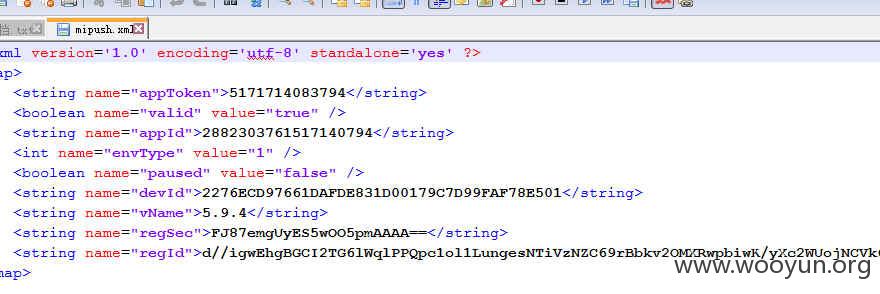 档.tx
mipush.xml
xml version='1.0' encoding='utf-8' standalone='yes' ?>
ap>
<string name="appToken">5171714083794</string>
<boolean name="valid" value="true" />
<string name="appId">2882303761517140794</string>
<int name="envType" value="1" />
<boolean name="paused" value="false" />
<string name="devId">2276ECD97661DAFDE831D00179C7D99FAF78E501</string>
<string name="vName">5.9.4</string>
<string name="regSec">FJ87emgUyES5wOO5pmAAAA==</string>
<string name="regId">d//igwEhgBGCI2TG6lWqlPPQpc1ol1LungesNTiVzNZC69rBbkv2OMXRwpbiwK/yXc2WUojNCVk
map>
www.wooyun.org